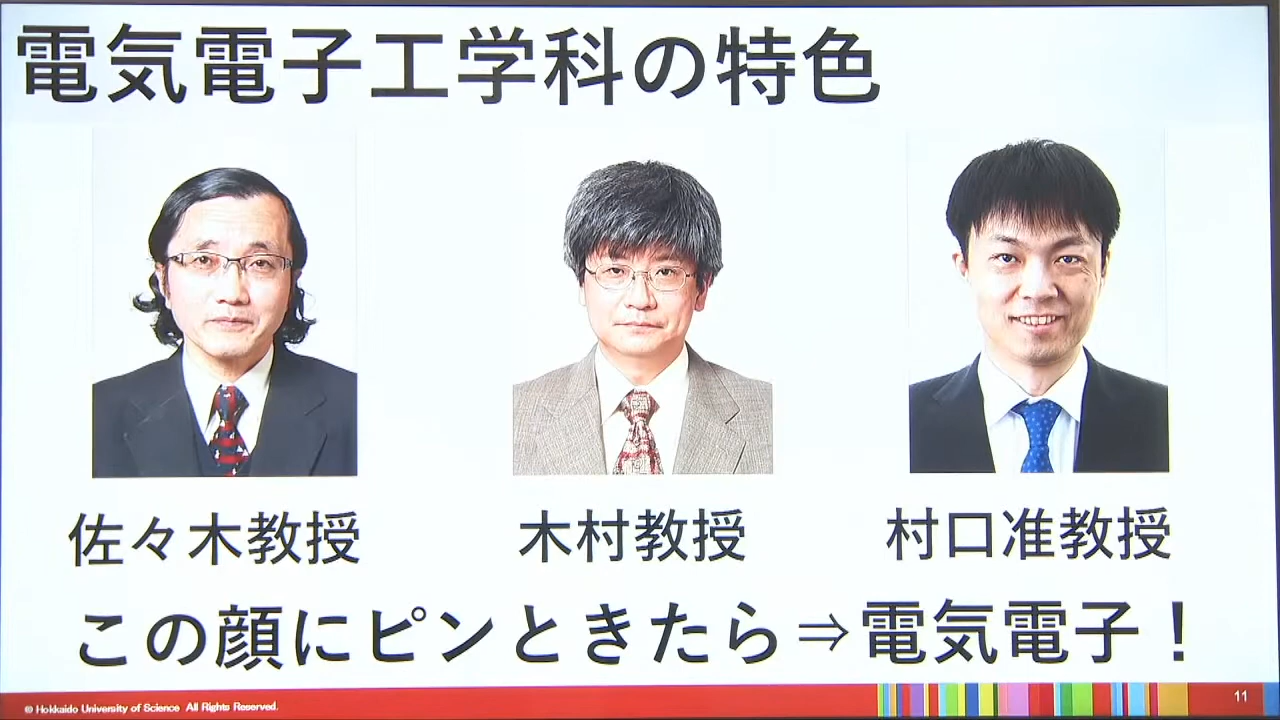 電気電子工学科の特色
佐々木教授
木村教授
村口准教授
この顔にピンときたら⇒電気電子！
© Hokkaido University of Science All Rights Reserved.
11